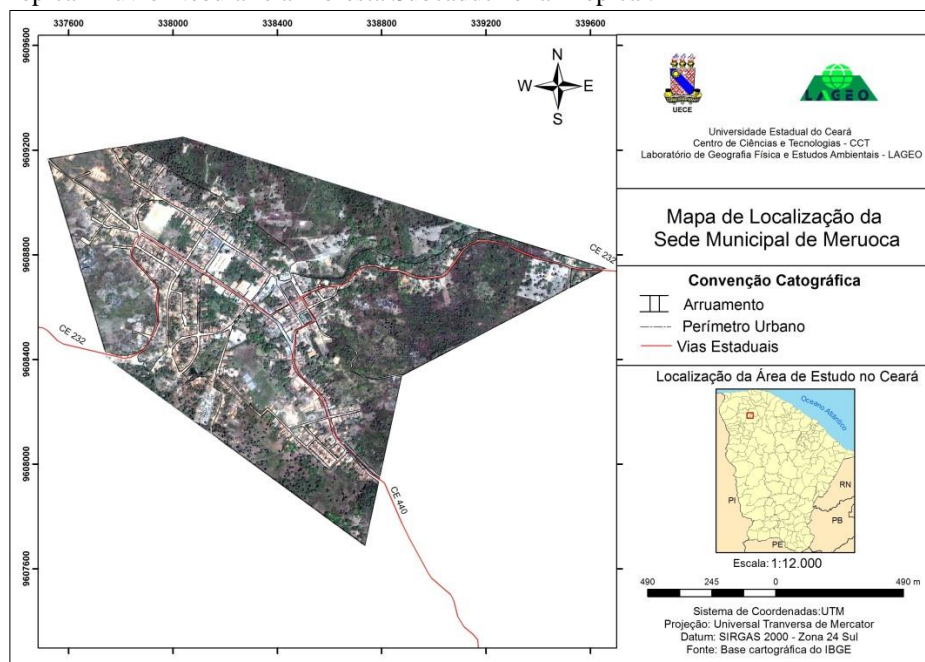 337600 338000 338400 338800 339200 339600
9609600
9609200
9608800
9608400
9608000
9607600
N
W E
S
CE 232
CE 232
CE 440
UECE
LAGEO
Universidade Estadual do Ceará
Centro de Ciências e Tecnologias - CCT
Laboratório de Geografia Física e Estudos Ambientais - LAGEO
Mapa de Localização da
Sede Municipal de Meruoca
Convenção Catográfica
Arruamento
Perímetro Urbano
Vias Estaduais
Localização da Área de Estudo no Ceará
Oceano Atlântico
RN
PI
PB
PE
Escala: 1:12.000
490 245 0 490 m
Sistema de Coordenadas:UTM
Projeção: Universal Tranversa de Mercator
Datum: SIRGAS 2000 - Zona 24 Sul
Fonte: Base cartográfica do IBGE